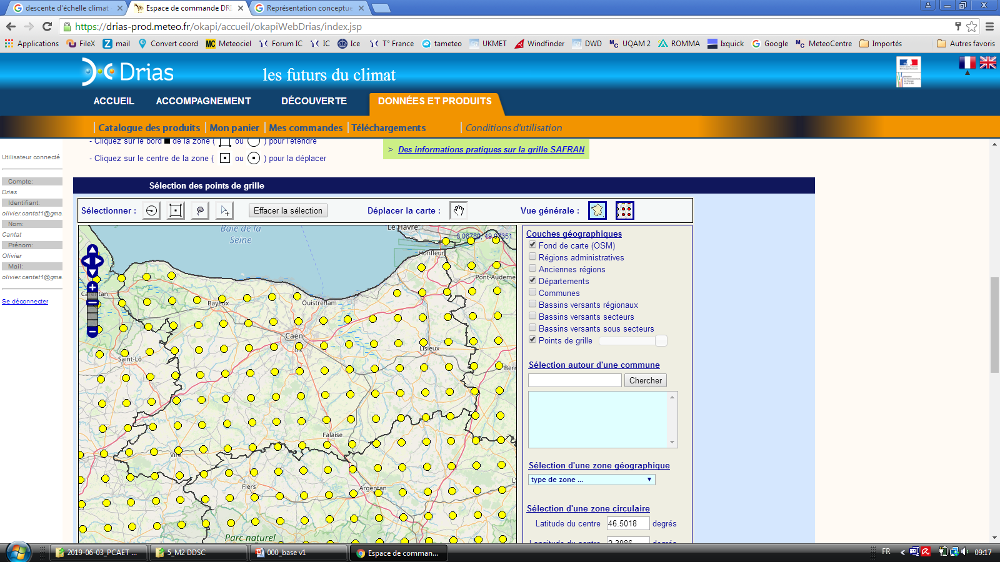 descente d'échelle climat
Espace de commande DRI
Représentation conceptue
https://drias-prod.meteo.fr/okapi/accueil/okapiWebDrias/index.jsp
Applications FileX mail Convert coord Meteociel Forum IC IC Ice T° France tameteo UKMET Windfinder DWD UQAM 2 ROMMA Ixquick Google MeteoCentre Importés Autres favoris
Drias
les futurs du climat
ACCUEIL ACCOMPAGNEMENT DÉCOUVERTE DONNÉES ET PRODUITS
Catalogue des produits Mon panier Mes commandes Téléchargements Conditions d'utilisation
- Cliquez sur le bord de la zone ( ou ) pour l'étendre
- Cliquez sur le centre de la zone ( ou ) pour la déplacer
> Des informations pratiques sur la grille SAFRAN
Utilisateur connecté
Compte:
Drias
Identifiant:
olivier.cantat1@gma
Nom:
Cantat
Prénom:
Olivier
Mail:
olivier.cantat1@gma
Se déconnecter
Sélection des points de grille
Sélectionner : Effacer la sélection Déplacer la carte : Vue générale :
Baie de la
Seine
Le Havre
-0.06780, 49.07351
Honfleur
Pont-Audeme
Carentan
Bayeux
Ouistreham
Caen
Ifs
Lisieux
Saint-Lô
Bern
Falaise
Vire
Flers
Argentan
L'
Parc naturel
Couches géographiques
Fond de carte (OSM)
Régions administratives
Anciennes régions
Départements
Communes
Bassins versants régionaux
Bassins versants secteurs
Bassins versants sous secteurs
Points de grille
Sélection autour d'une commune
Chercher
Sélection d'une zone géographique
type de zone ...
Sélection d'une zone circulaire
Latitude du centre 46.5018 degrés
Longitude du centre 2.3986 degrés
2019-06-03_PCAET ... 5_M2 DDSC 000_base v1 Espace de comman... FR 09:17